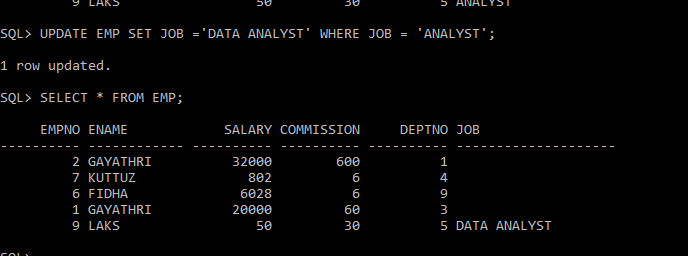 9 LAKS 50 30 5 ANALYST
SQL> UPDATE EMP SET JOB ='DATA ANALYST' WHERE JOB = 'ANALYST';
1 row updated.
SQL> SELECT * FROM EMP;
EMPNO ENAME SALARY COMMISSION DEPTNO JOB
---------- ------------ ---------- ---------- ---------- --------------------
2 GAYATHRI 32000 600 1
7 KUTTUZ 802 6 4
6 FIDHA 6028 6 9
1 GAYATHRI 20000 60 3
9 LAKS 50 30 5 DATA ANALYST
SQL>